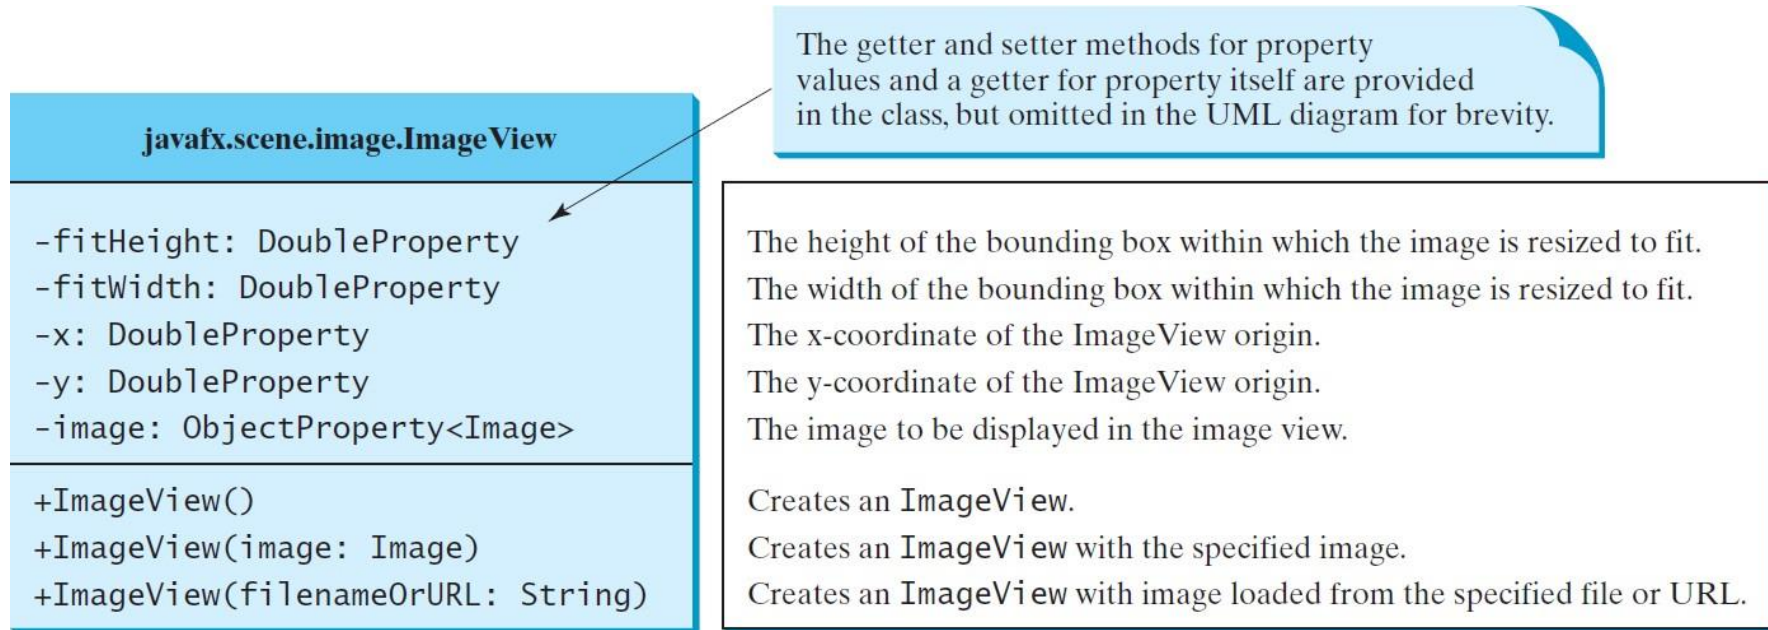 The getter and setter methods for property
values and a getter for property itself are provided
in the class, but omitted in the UML diagram for brevity.
javafx.scene.image.ImageView
-fitHeight: DoubleProperty
-fitWidth: DoubleProperty
-x: DoubleProperty
-y: DoubleProperty
-image: ObjectProperty<Image>
The height of the bounding box within which the image is resized to fit.
The width of the bounding box within which the image is resized to fit.
The x-coordinate of the ImageView origin.
The y-coordinate of the ImageView origin.
The image to be displayed in the image view.
+ImageView()
+ImageView(image: Image)
+ImageView(filenameOrURL: String)
Creates an ImageView.
Creates an ImageView with the specified image.
Creates an ImageView with image loaded from the specified file or URL.